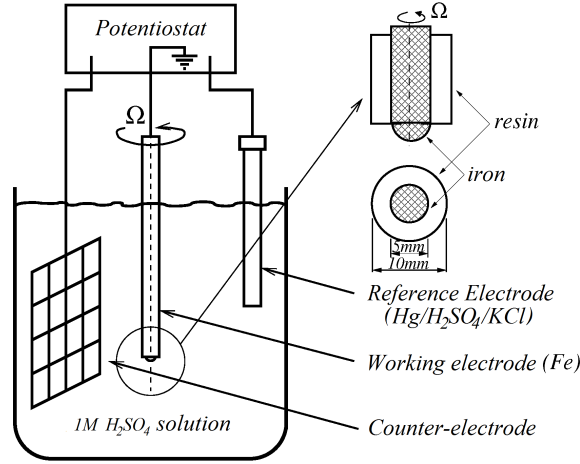 Potentiostat
Ω
Ω
resin
iron
5mm
10mm
Reference Electrode
(Hg/H₂SO₄/KCl)
Working electrode (Fe)
Counter-electrode
1M H₂SO₄ solution